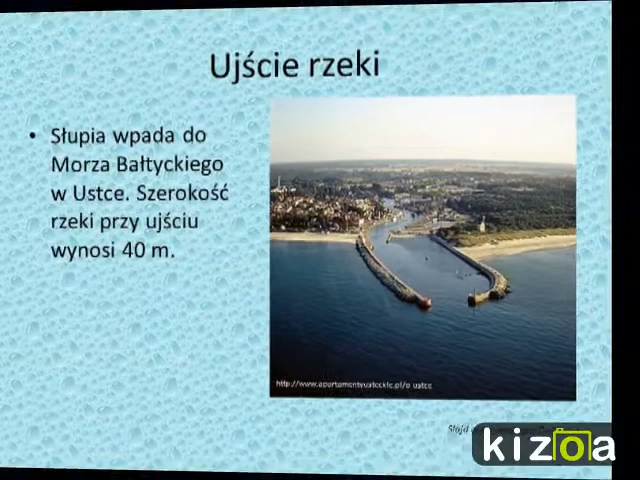 Ujście rzeki
• Słupia wpada do
Morza Bałtyckiego
w Ustce. Szerokość
rzeki przy ujściu
wynosi 40 m.
kizoa